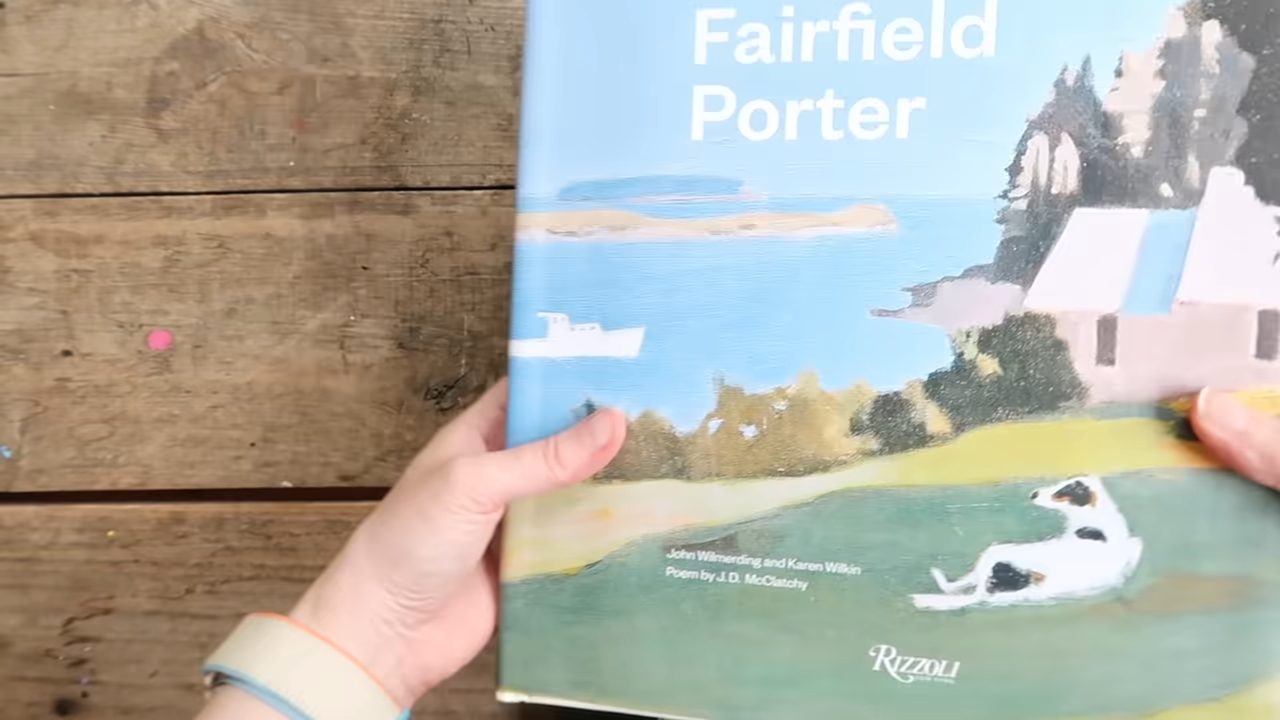 Fairfield
Porter
John Wilmerding and Karen Wilkin
Poem by J.D. McClatchy
RIZZOLI